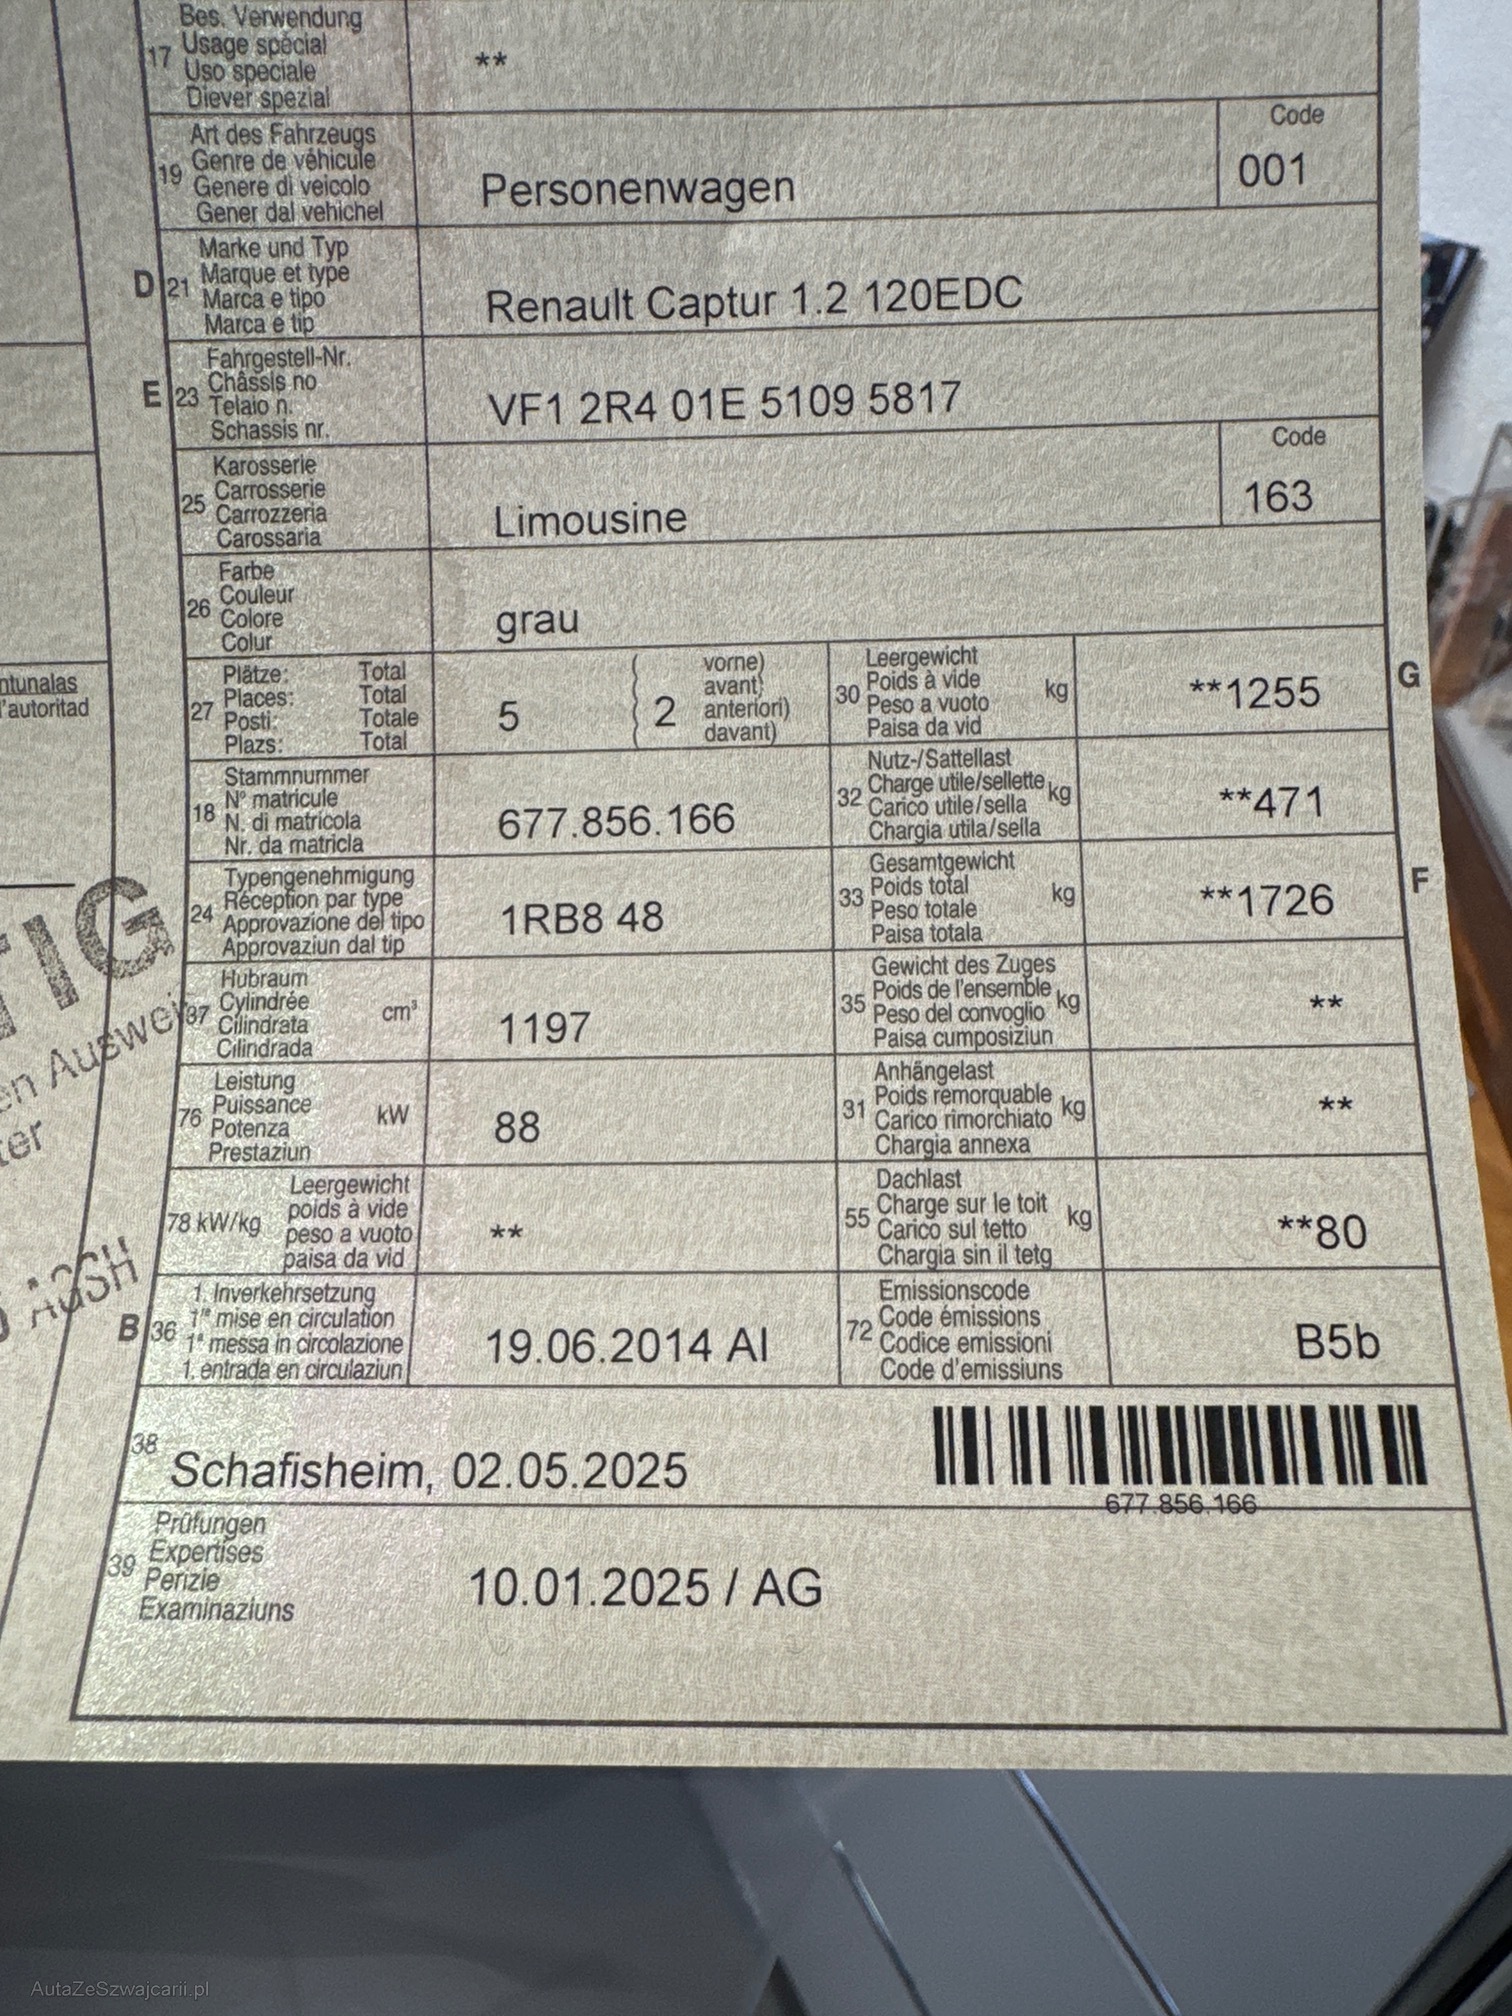 17 Bes. Verwendung
Usage spécial
Uso speciale
Diever spezial
**
19 Art des Fahrzeugs
Genre de véhicule
Genere di veicolo
Gener dal vehichel
Personenwagen
Code
001
D 21 Marke und Typ
Marque et type
Marca e tipo
Marca e tip
Renault Captur 1.2 120EDC
E 23 Fahrgestell-Nr.
Châssis no
Telaio n.
Schassis nr.
VF1 2R4 01E 5109 5817
25 Karosserie
Carrosserie
Carrozzeria
Carossaria
Limousine
Code
163
26 Farbe
Couleur
Colore
Colur
grau
27 Plätze: Total
Places: Total
Posti: Totale
Plazs: Total
5
2
vorne)
avant)
anteriori)
davant)
30 Leergewicht
Poids à vide
Peso a vuoto
Paisa da vid
kg
**1255
G
18 Stammnummer
N° matricule
N. di matricola
Nr. da matricla
677.856.166
32 Nutz-/Sattellast
Charge utile/sellette
Carico utile/sella
Chargia utila/sella
kg
**471
24 Typengenehmigung
Réception par type
Approvazione del tipo
Approvaziun dal tip
1RB8 48
33 Gesamtgewicht
Poids total
Peso totale
Paisa totala
kg
**1726
F
37 Hubraum
Cylindrée
Cilindrata
Cilindrada
cm³
1197
35 Gewicht des Zuges
Poids de l'ensemble
Peso del convoglio
Paisa cumposiziun
kg
**
76 Leistung
Puissance
Potenza
Prestaziun
kW
88
31 Anhängelast
Poids remorquable
Carico rimorchiato
Chargia annexa
kg
**
78 kW/kg
Leergewicht
poids à vide
peso a vuoto
paisa da vid
**
55 Dachlast
Charge sur le toit
Carico sul tetto
Chargia sin il tetg
kg
**80
B 36 1. Inverkehrsetzung
1re mise en circulation
1a messa in circolazione
1. entrada en circulaziun
19.06.2014 AI
72 Emissionscode
Code émissions
Codice emissioni
Code d'emissiuns
B5b
38
Schafisheim, 02.05.2025
677.856.166
39 Prüfungen
Expertises
Perizie
Examinaziuns
10.01.2025 / AG
ntunalas
l'autoritad
TIG
en Auswei
ter
AGSH
AutaZeSzwajcarii.pl